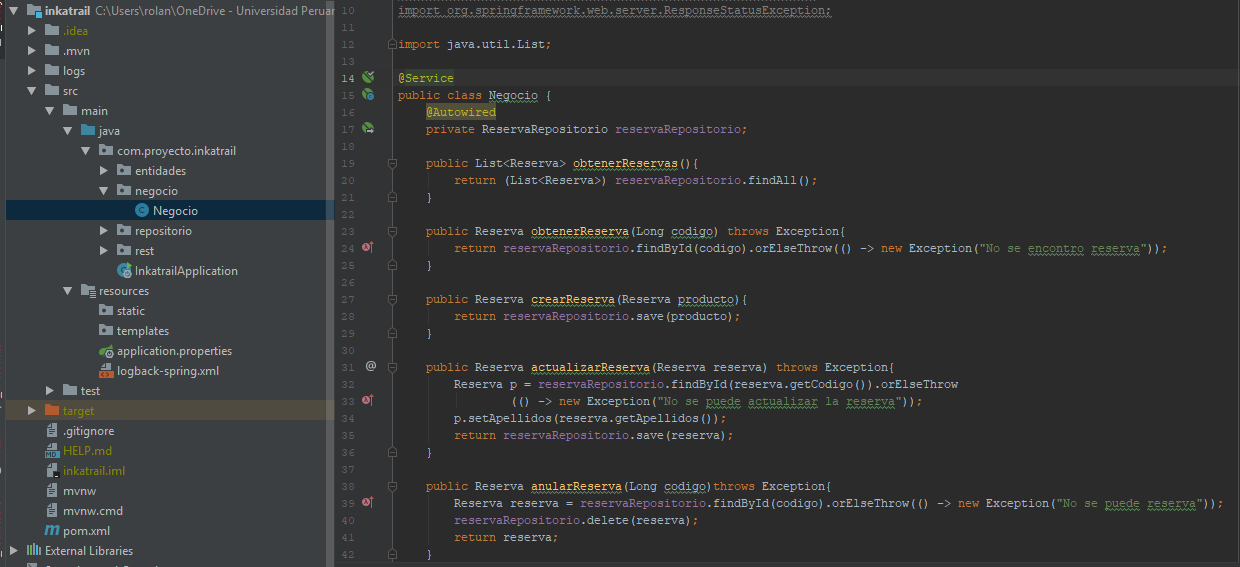 inkatrail C:\Users\rolan\OneDrive - Universidad Peruar
.idea
.mvn
logs
src
main
java
com.proyecto.inkatrail
entidades
negocio
Negocio
repositorio
rest
InkatrailApplication
resources
static
templates
application.properties
logback-spring.xml
test
target
.gitignore
HELP.md
inkatrail.iml
mvnw
mvnw.cmd
pom.xml
External Libraries
10 import org.springframework.web.server.ResponseStatusException;
11
12 import java.util.List;
13
14 @Service
15 public class Negocio {
16 @Autowired
17 private ReservaRepositorio reservaRepositorio;
18
19 public List<Reserva> obtenerReservas(){
20 return (List<Reserva>) reservaRepositorio.findAll();
21 }
22
23 public Reserva obtenerReserva(Long codigo) throws Exception{
24 return reservaRepositorio.findById(codigo).orElseThrow(() -> new Exception("No se encontro reserva"));
25 }
26
27 public Reserva crearReserva(Reserva producto){
28 return reservaRepositorio.save(producto);
29 }
30
31 public Reserva actualizarReserva(Reserva reserva) throws Exception{
32 Reserva p = reservaRepositorio.findById(reserva.getCodigo()).orElseThrow
33 (() -> new Exception("No se puede actualizar la reserva"));
34 p.setApellidos(reserva.getApellidos());
35 return reservaRepositorio.save(reserva);
36 }
37
38 public Reserva anularReserva(Long codigo)throws Exception{
39 Reserva reserva = reservaRepositorio.findById(codigo).orElseThrow(() -> new Exception("No se puede reserva"));
40 reservaRepositorio.delete(reserva);
41 return reserva;
42 }